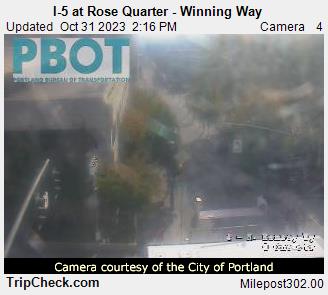 I-5 at Rose Quarter - Winning Way
Updated Oct 31 2023 2:16 PM Camera 4
PBOT
PORTLAND BUREAU OF TRANSPORTATION
Camera courtesy of the City of Portland
TripCheck.com Milepost302.00